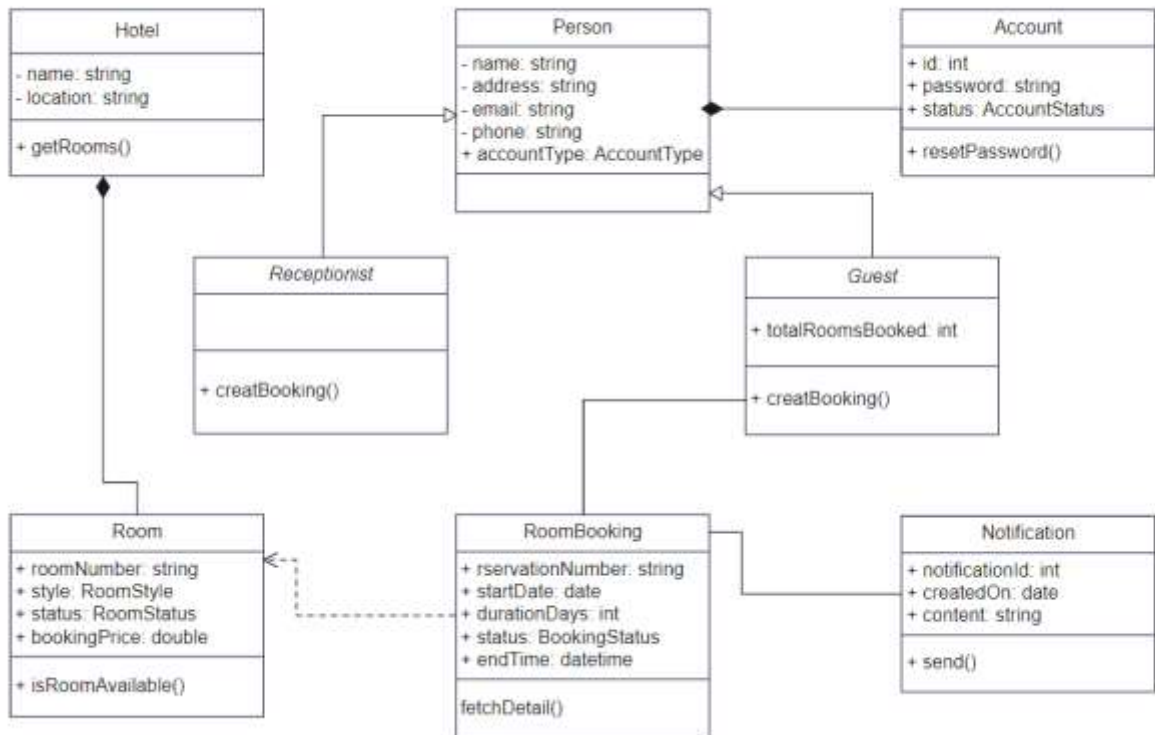 Hotel
- name: string
- location: string
+ getRooms()
Person
- name: string
- address: string
- email: string
- phone: string
+ accountType: AccountType
Account
+ id: int
+ password: string
+ status: AccountStatus
+ resetPassword()
Receptionist
+ creatBooking()
Guest
+ totalRoomsBooked: int
+ creatBooking()
Room
+ roomNumber: string
+ style: RoomStyle
+ status: RoomStatus
+ bookingPrice: double
+ isRoomAvailable()
RoomBooking
+ rservationNumber: string
+ startDate: date
+ durationDays: int
+ status: BookingStatus
+ endTime: datetime
fetchDetail()
Notification
+ notificationId: int
+ createdOn: date
+ content: string
+ send()